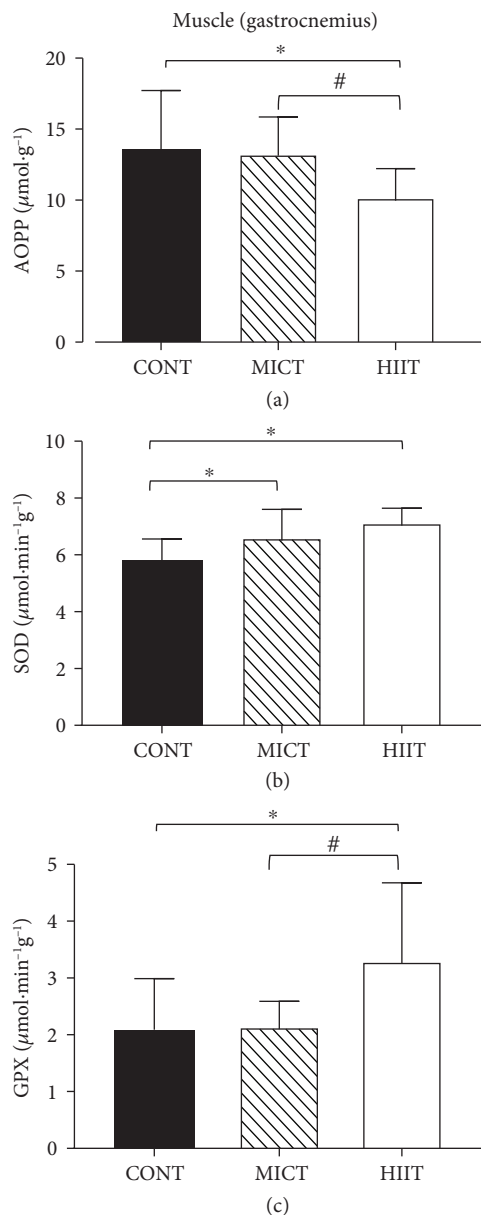 Muscle (gastrocnemius)
*
#
20
15
10
5
0
AOPP (µmol·g⁻¹)
CONT MICT HIIT
(a)
*
*
10
8
6
4
2
0
SOD (µmol·min⁻¹g⁻¹)
CONT MICT HIIT
(b)
*
#
5
4
3
2
1
0
GPX (µmol·min⁻¹g⁻¹)
CONT MICT HIIT
(c)